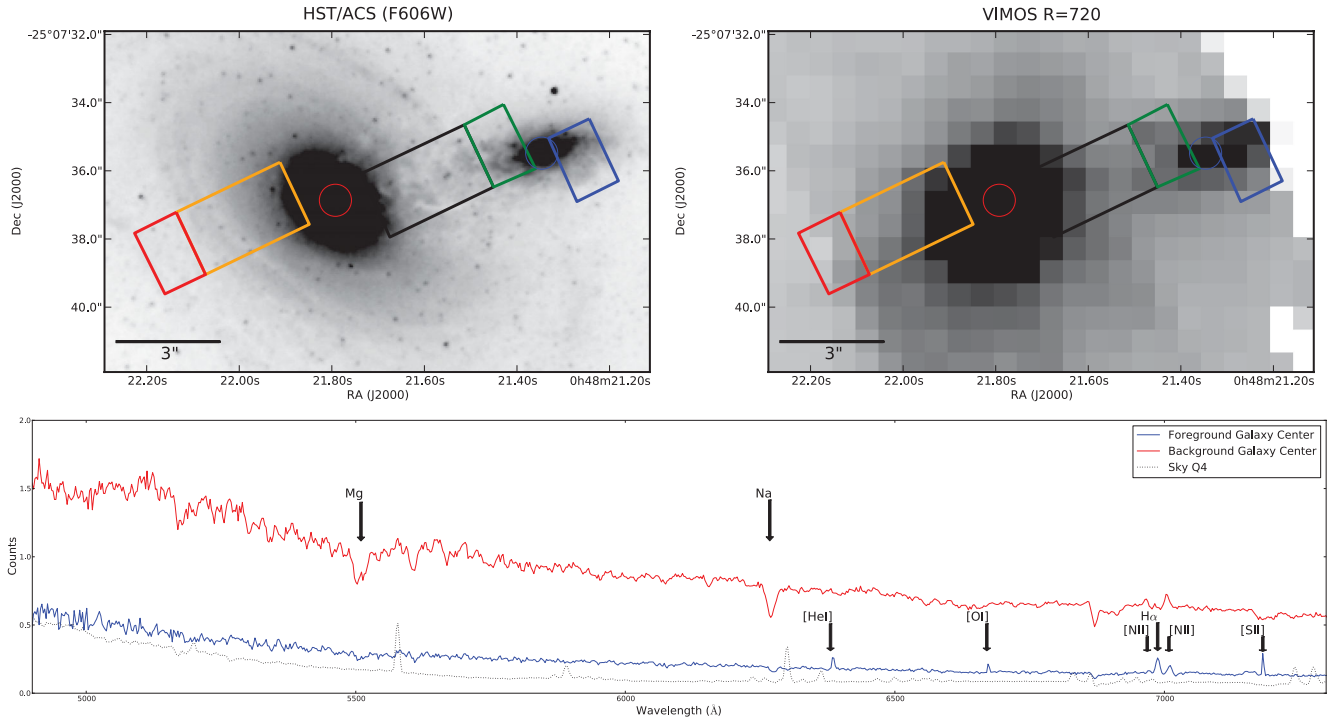 HST/ACS (F606W)
VIMOS R=720
-25°07'32.0"
34.0"
36.0"
38.0"
40.0"
Dec (J2000)
3"
22.20s 22.00s 21.80s 21.60s 21.40s 0h48m21.20s
RA (J2000)
-25°07'32.0"
34.0"
36.0"
38.0"
40.0"
Dec (J2000)
3"
22.20s 22.00s 21.80s 21.60s 21.40s 0h48m21.20s
RA (J2000)
2.0
1.5
1.0
0.5
0.0
Counts
Foreground Galaxy Center
Background Galaxy Center
Sky Q4
Mg
Na
[HeI]
[OI]
Hα
[NII] [NII]
[SII]
5000 5500 6000 6500 7000
Wavelength (Å)